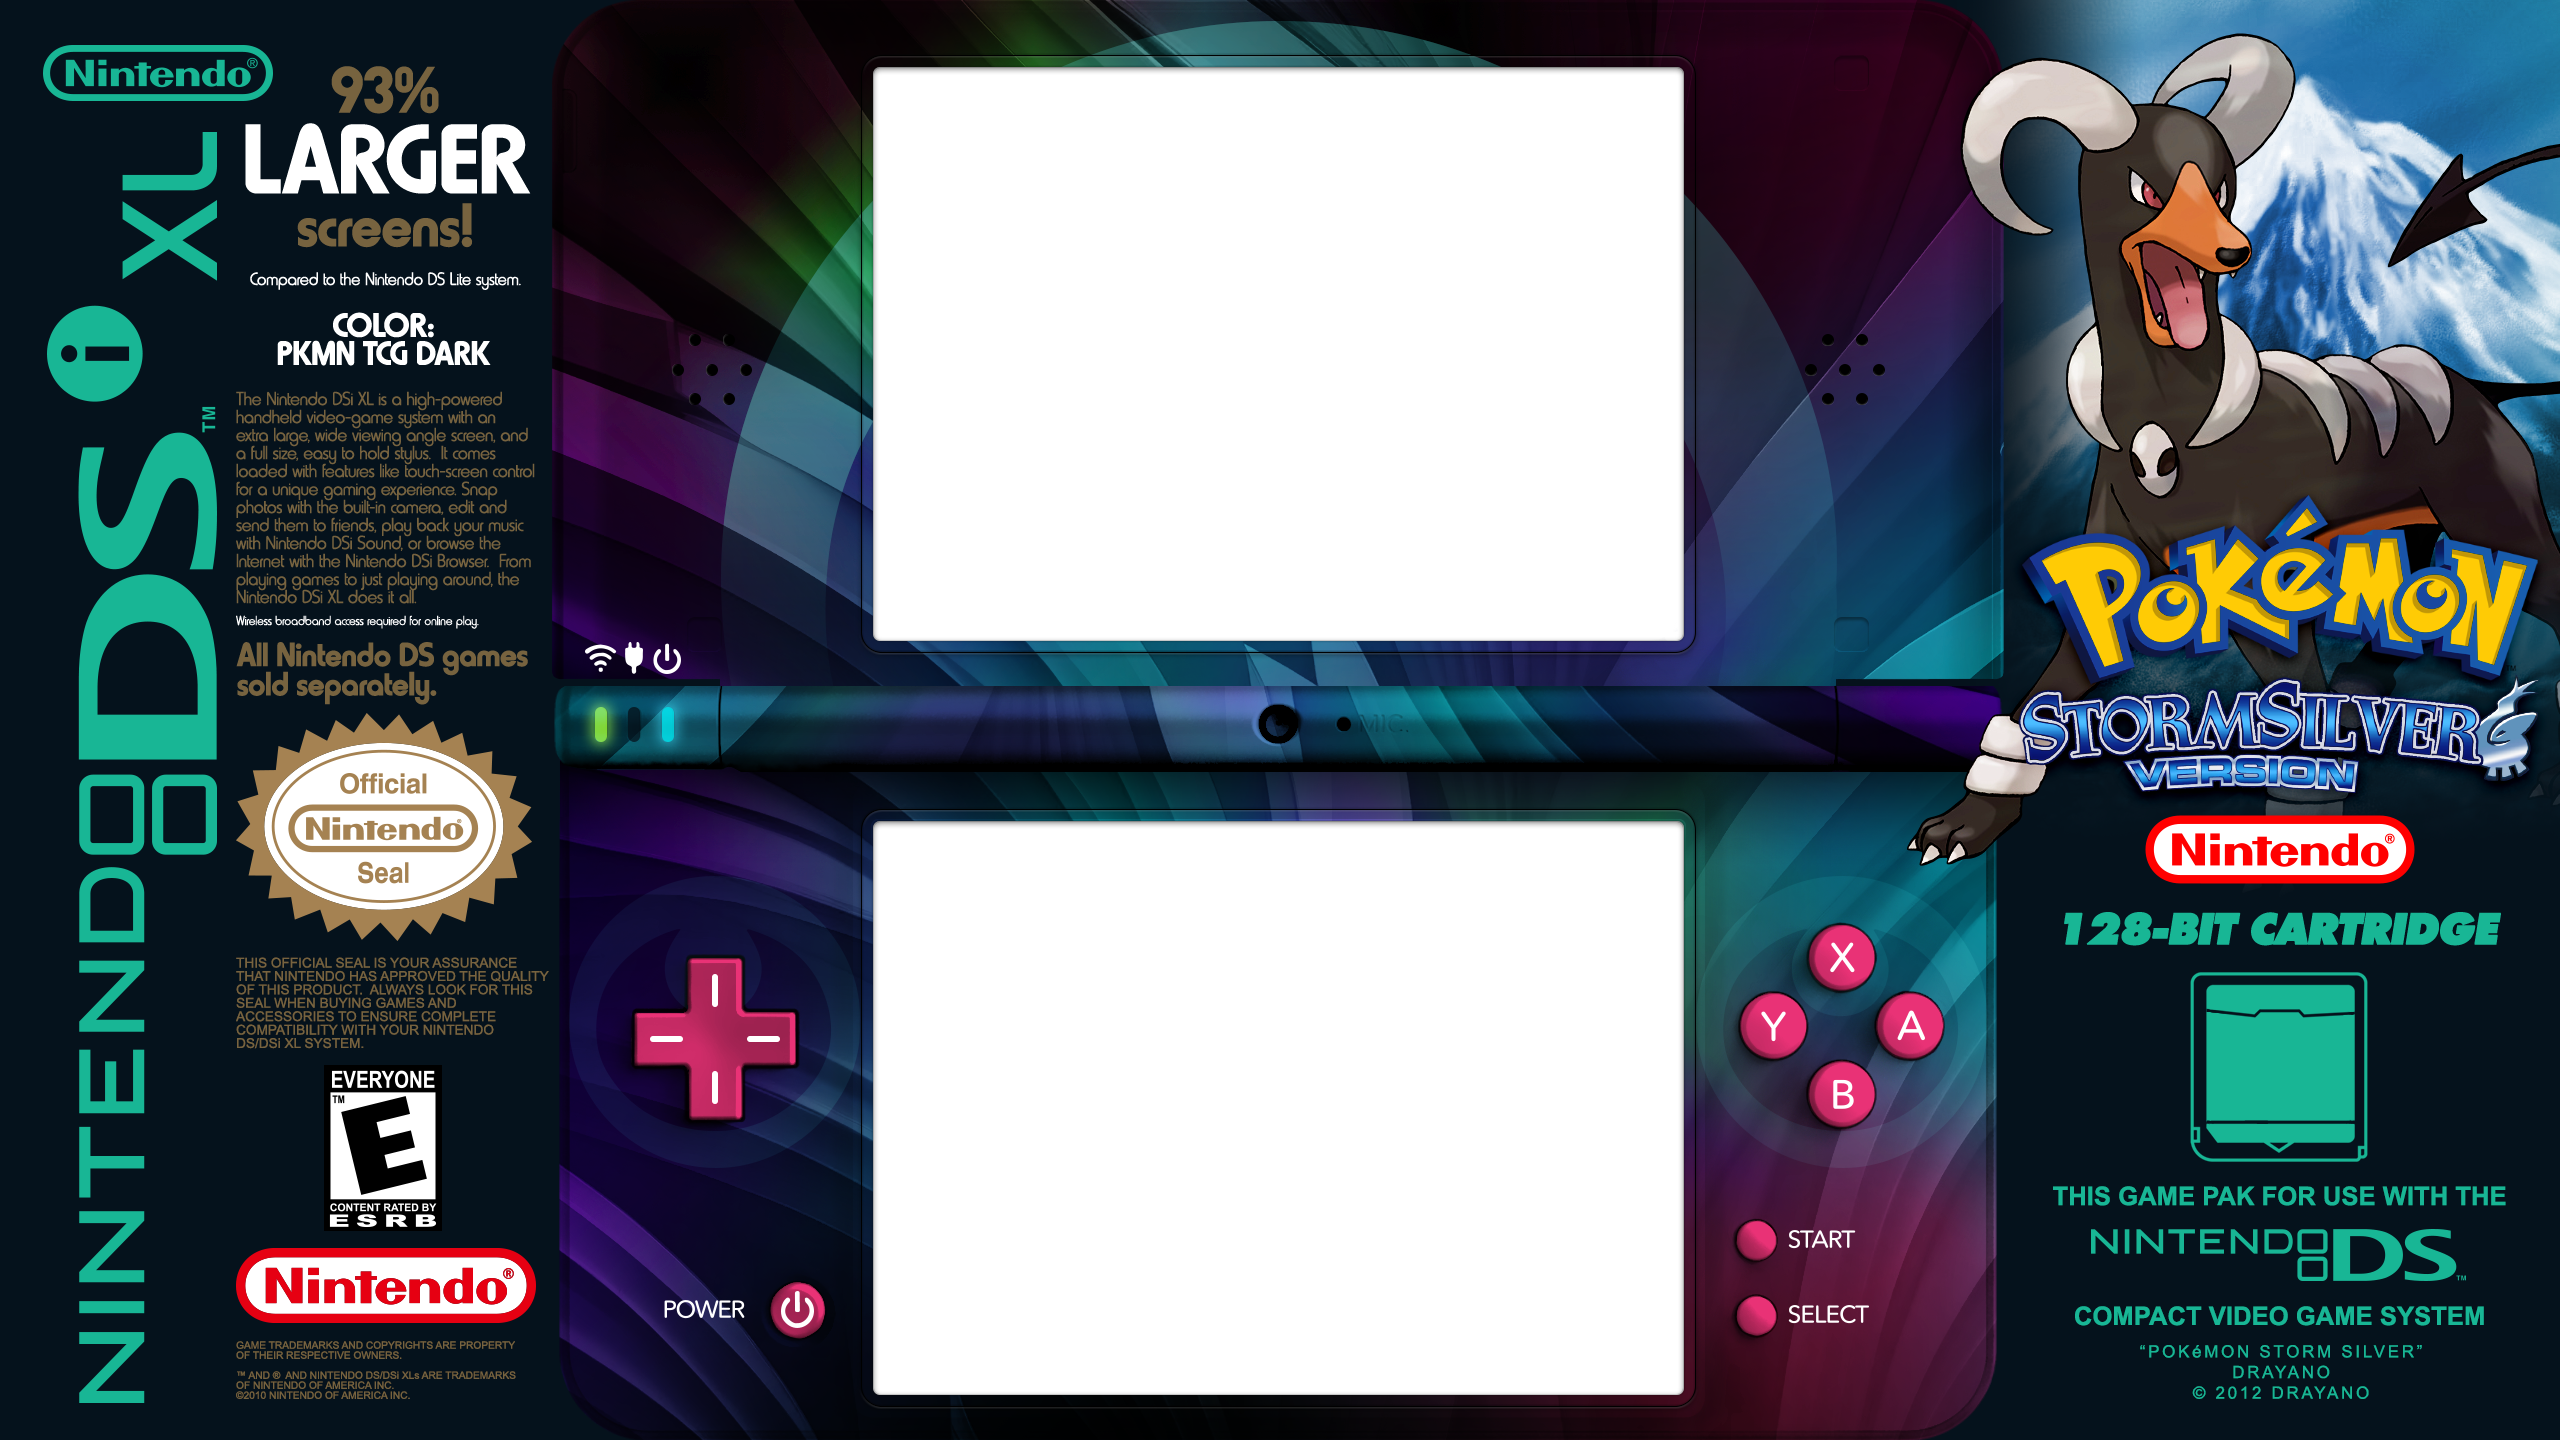 Nintendo®
NINTENDO DSi XL™
93%
LARGER
screens!
Compared to the Nintendo DS Lite system.
COLOR:
PKMN TCG DARK
The Nintendo DSi XL is a high-powered
handheld video-game system with an
extra large, wide viewing angle screen, and
a full size, easy to hold stylus. It comes
loaded with features like touch-screen control
for a unique gaming experience. Snap
photos with the built-in camera, edit and
send them to friends, play back your music
with Nintendo DSi Sound, or browse the
Internet with the Nintendo DSi Browser. From
playing games to just playing around, the
Nintendo DSi XL does it all.
Wireless broadband access required for online play.
All Nintendo DS games
sold separately.
Official
Nintendo®
Seal
THIS OFFICIAL SEAL IS YOUR ASSURANCE
THAT NINTENDO HAS APPROVED THE QUALITY
OF THIS PRODUCT. ALWAYS LOOK FOR THIS
SEAL WHEN BUYING GAMES AND
ACCESSORIES TO ENSURE COMPLETE
COMPATIBILITY WITH YOUR NINTENDO
DS/DSi XL SYSTEM.
EVERYONE
TM
E
CONTENT RATED BY
ESRB
Nintendo®
GAME TRADEMARKS AND COPYRIGHTS ARE PROPERTY
OF THEIR RESPECTIVE OWNERS.
™ AND ® AND NINTENDO DS/DSi XLs ARE TRADEMARKS
OF NINTENDO OF AMERICA INC.
©2010 NINTENDO OF AMERICA INC.
MIC.
X
Y
A
B
START
SELECT
POWER
POKéMON
STORMSILVER
VERSION
Nintendo®
128-BIT CARTRIDGE
THIS GAME PAK FOR USE WITH THE
NINTENDO DS™
COMPACT VIDEO GAME SYSTEM
“POKéMON STORM SILVER”
DRAYANO
© 2012 DRAYANO